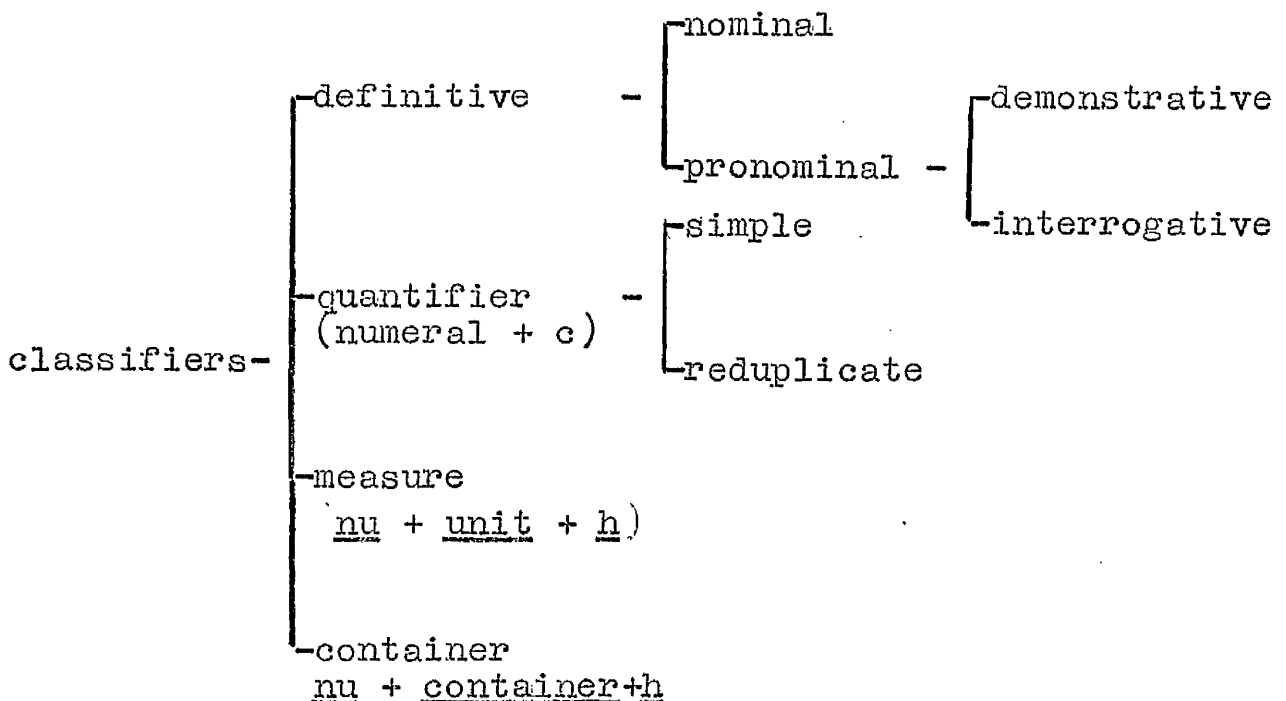 nominal
definitive - demonstrative
pronominal -
simple interrogative
quantifier -
(numeral + c)
classifiers-
reduplicate
measure
nu + unit + h)
container
nu + container+h